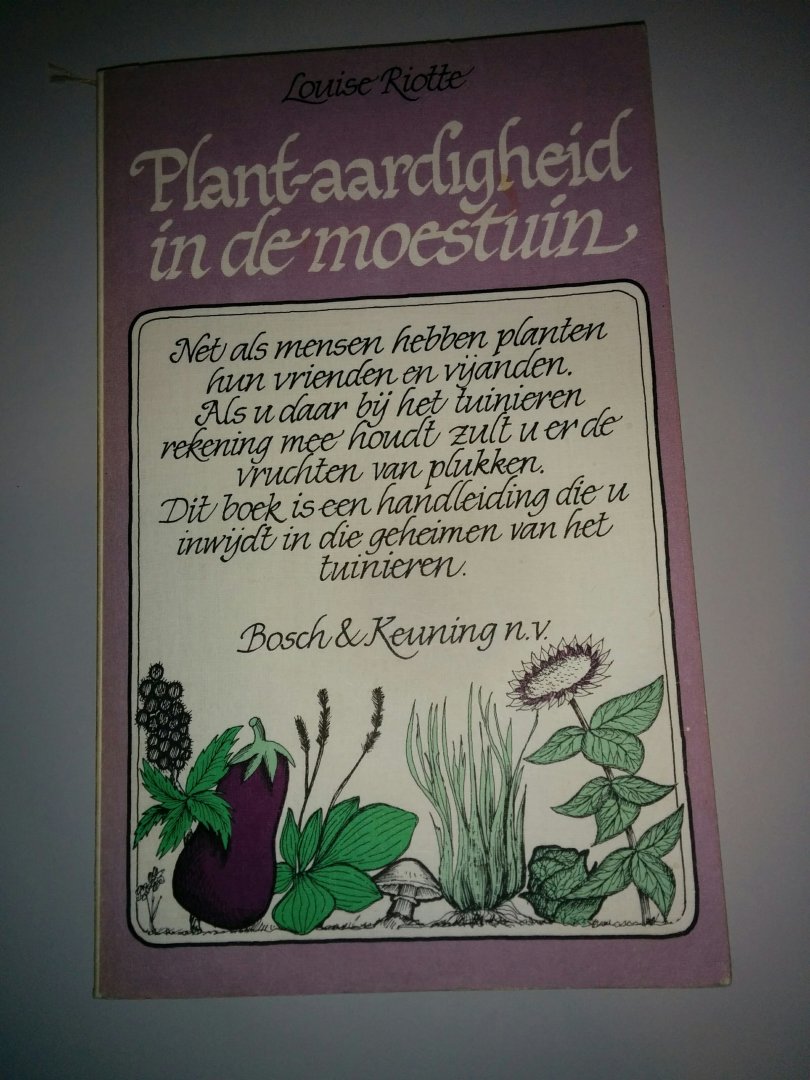 Louise Riotte
Plant-aardigheid
in de moestuin
Net als mensen hebben planten
hun vrienden en vijanden.
Als u daar bij het tuinieren
rekening mee houdt zult u er de
vruchten van plukken.
Dit boek is een handleiding die u
inwijdt in die geheimen van het
tuinieren.
Bosch & Keuning n.v.